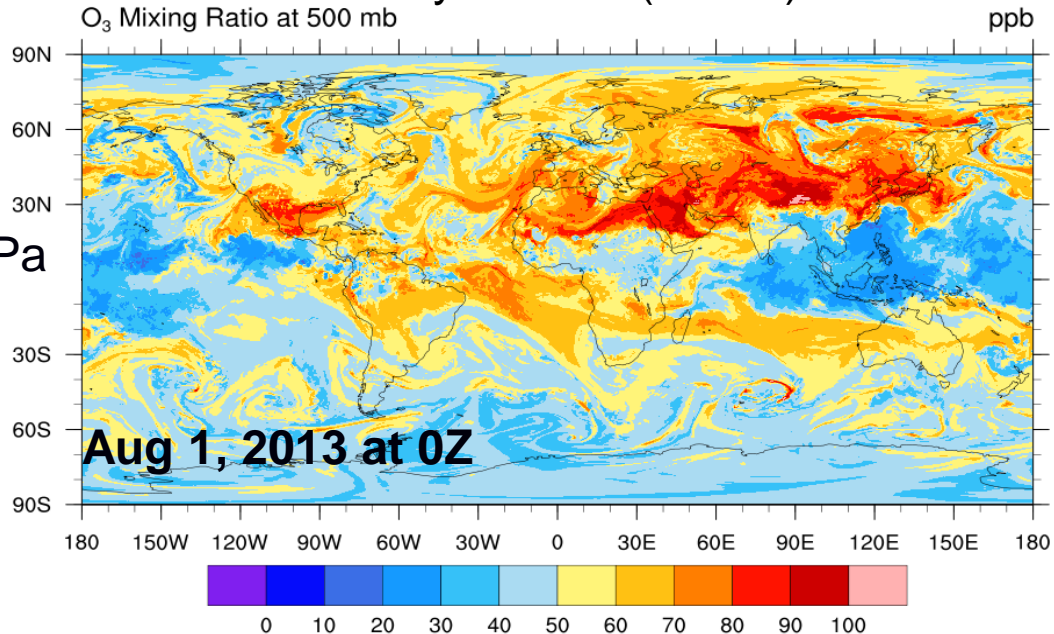 O₃ Mixing Ratio at 500 mb ppb
90N
60N
30N
Pa
0
30S
60S
Aug 1, 2013 at 0Z
90S
180 150W 120W 90W 60W 30W 0 30E 60E 90E 120E 150E 180
0 10 20 30 40 50 60 70 80 90 100